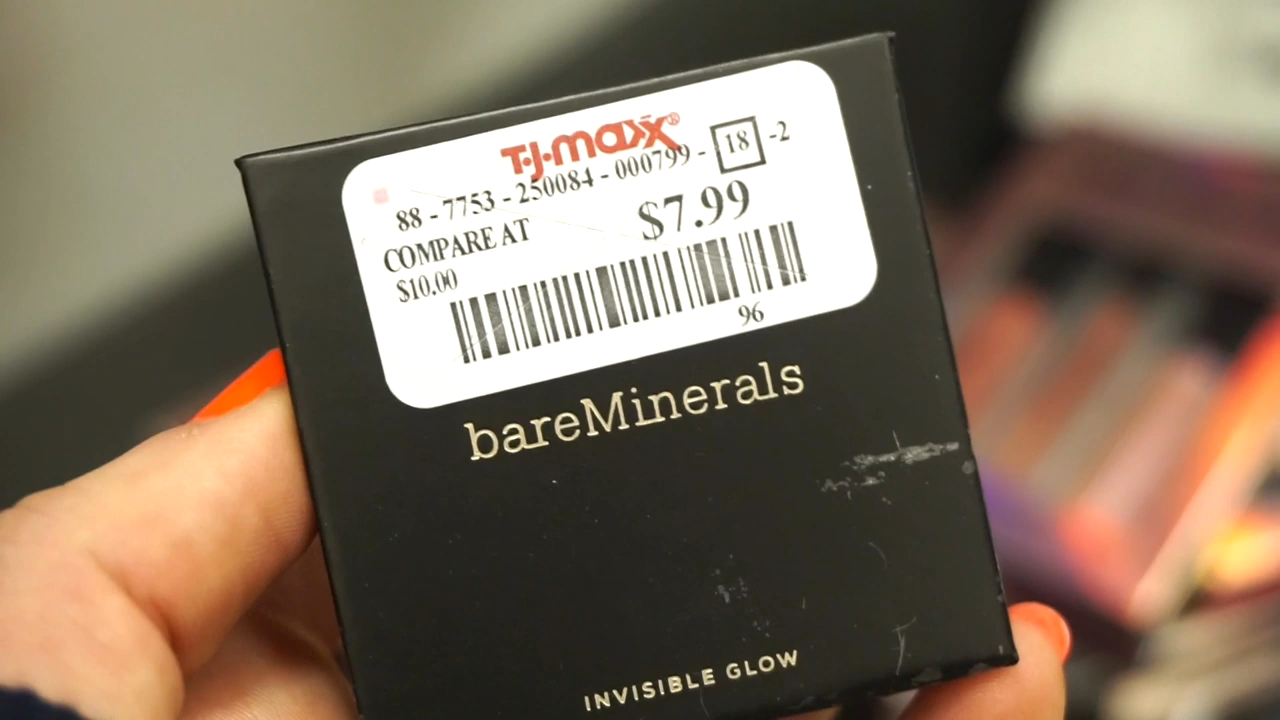 T·J·maxx®
88 - 7753 - 250084 - 000799 - 18 -2
COMPARE AT
$7.99
$10.00
96
bareMinerals
INVISIBLE GLOW